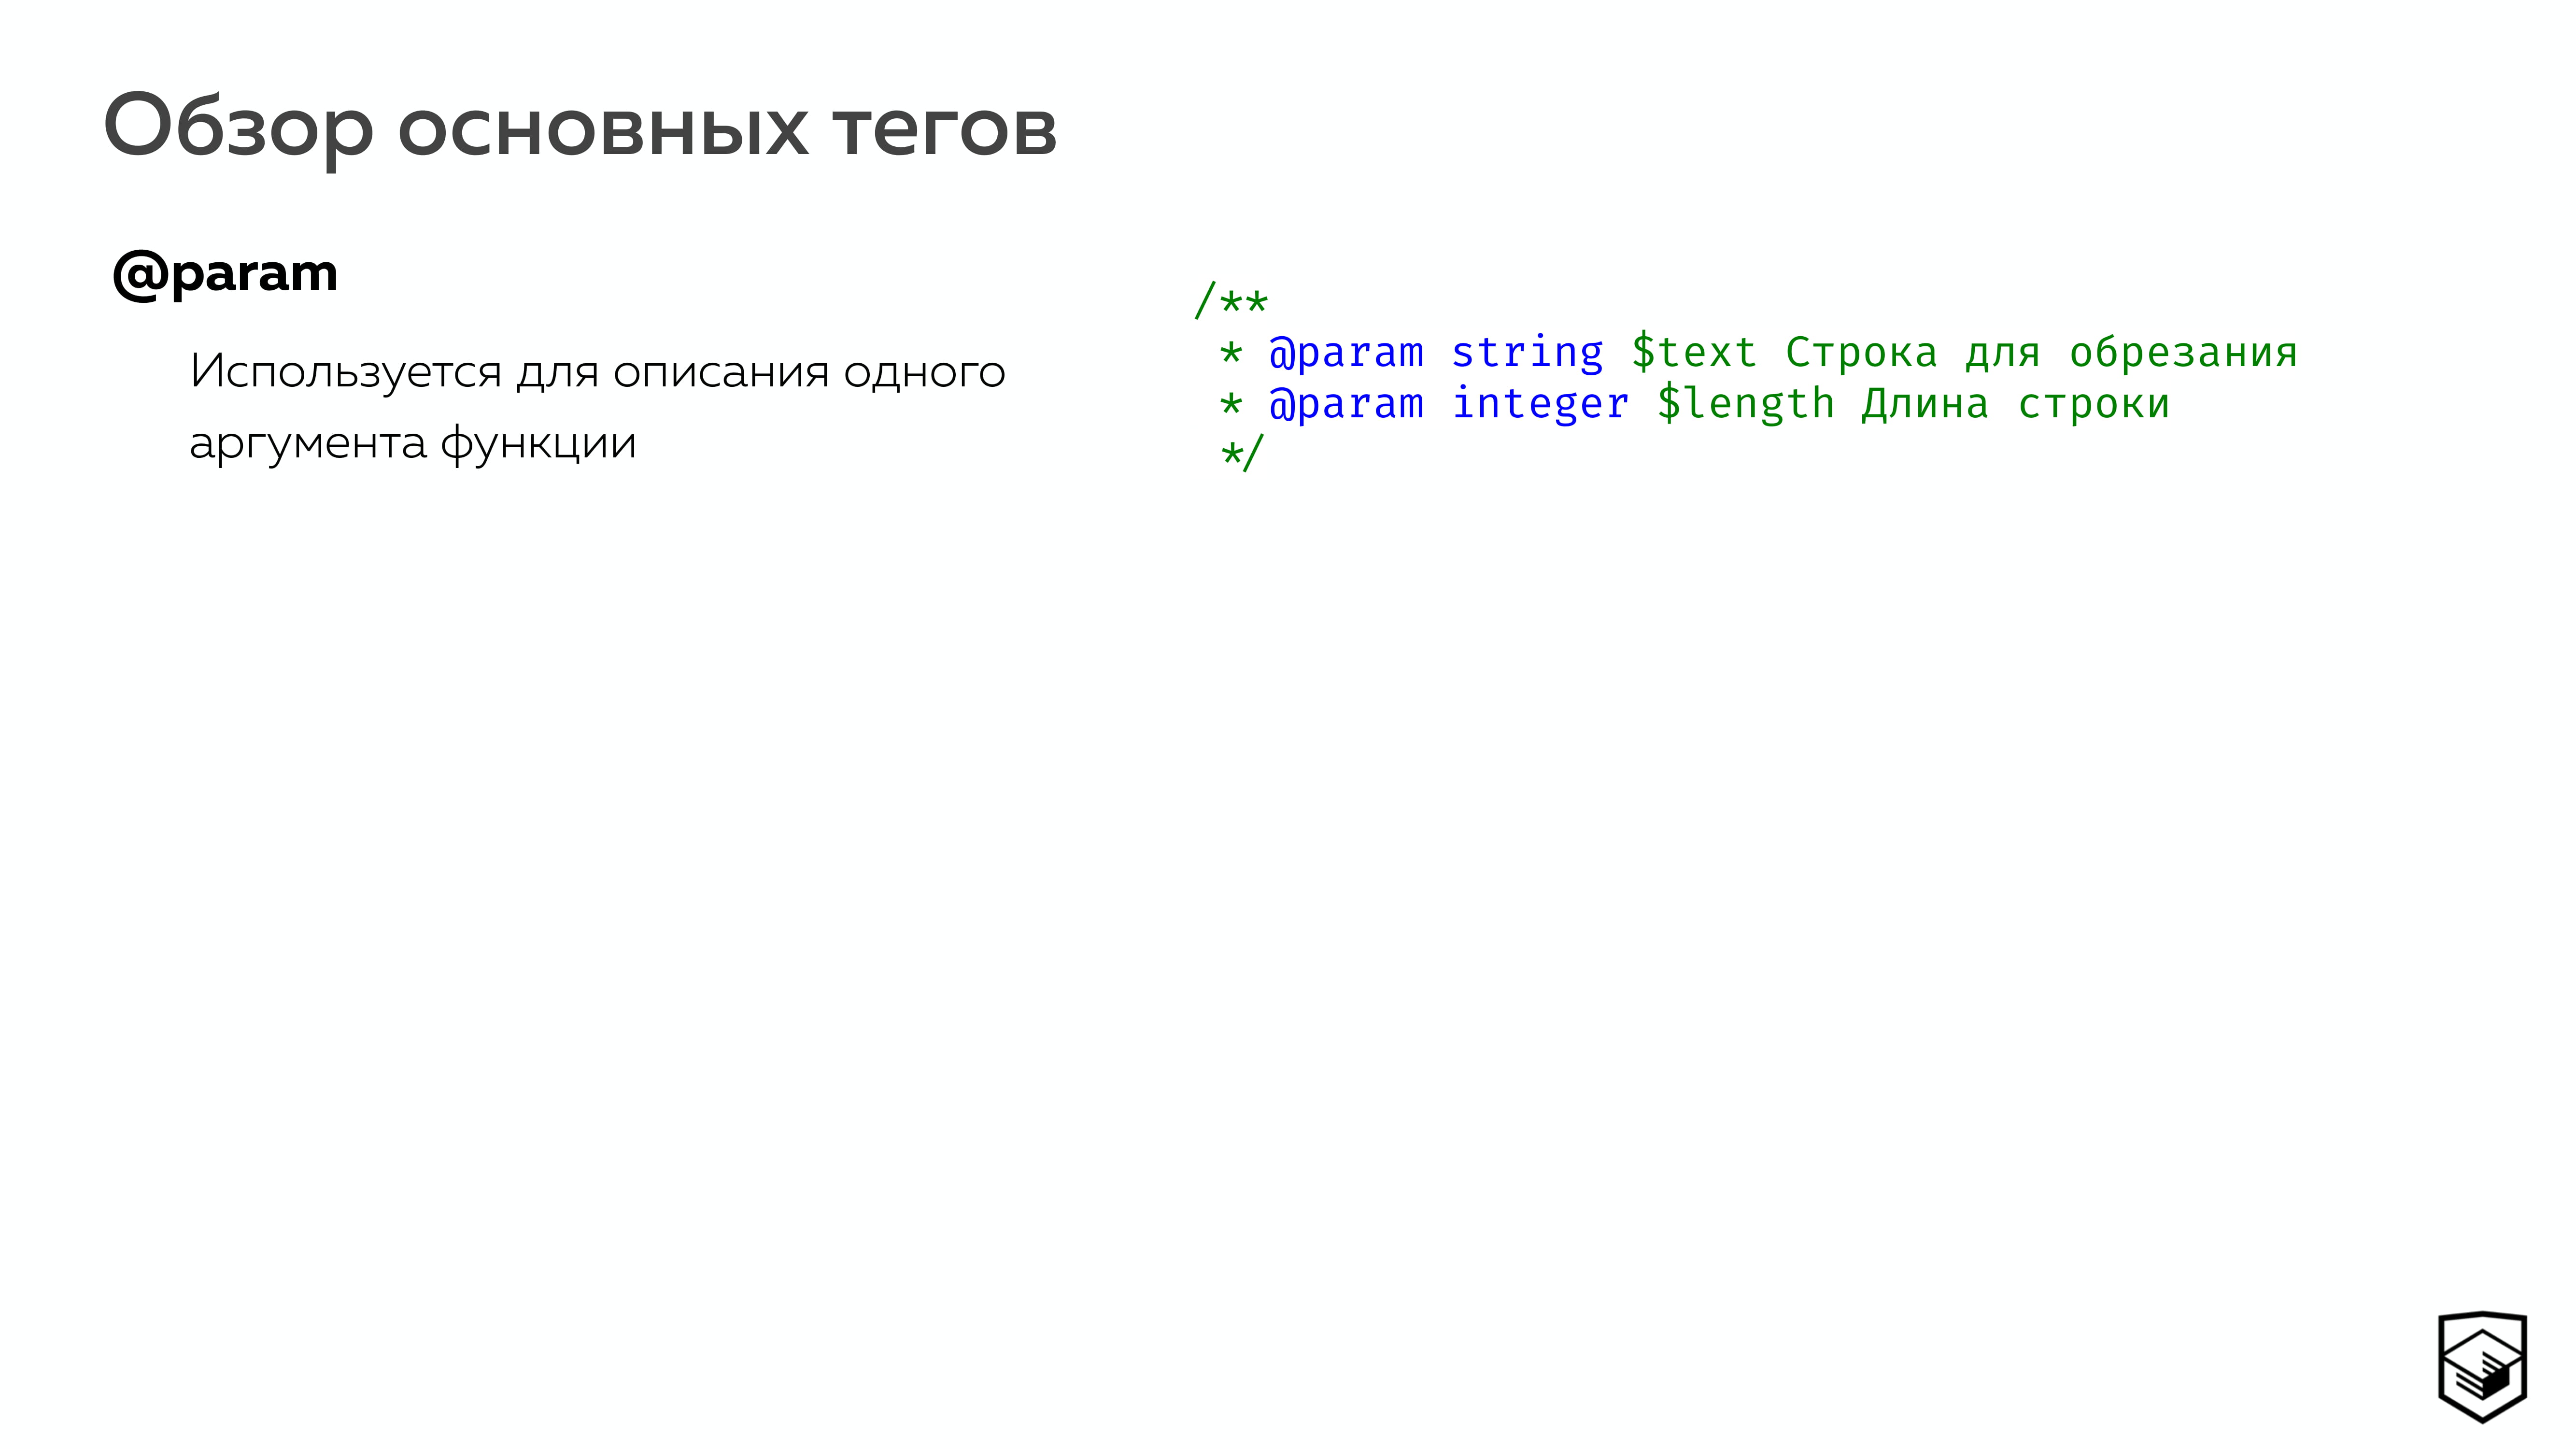 Обзор основных тегов
@param
Используется для описания одного
аргумента функции
/**
 * @param string $text Строка для обрезания
 * @param integer $length Длина строки
 */